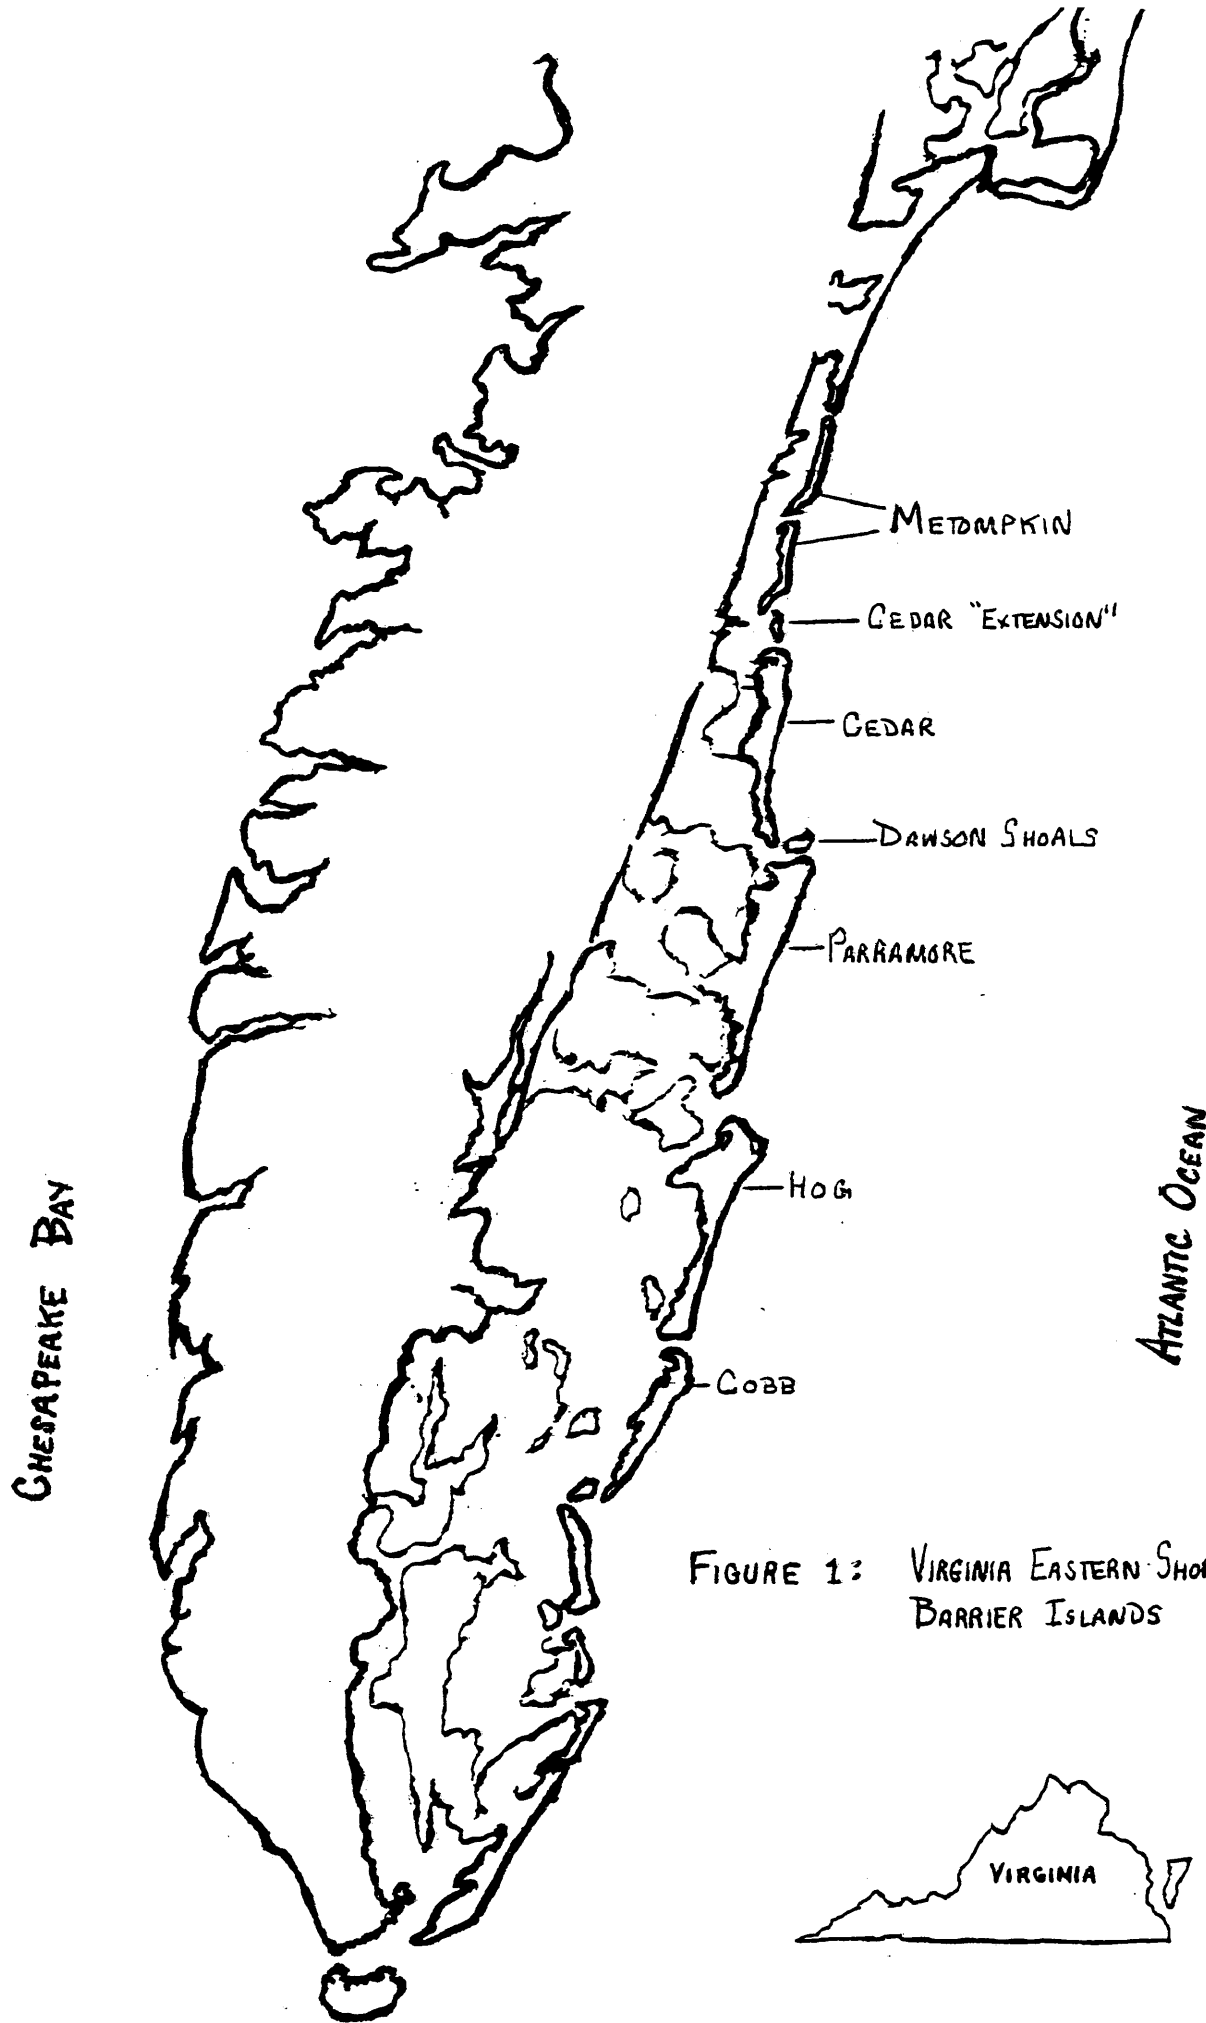 METOMPKIN
CEDAR "EXTENSION"
CEDAR
DAWSON SHOALS
PARRAMORE
HOG
COBB
CHESAPEAKE BAY
ATLANTIC OCEAN
FIGURE 1: VIRGINIA EASTERN SHO
BARRIER ISLANDS
VIRGINIA